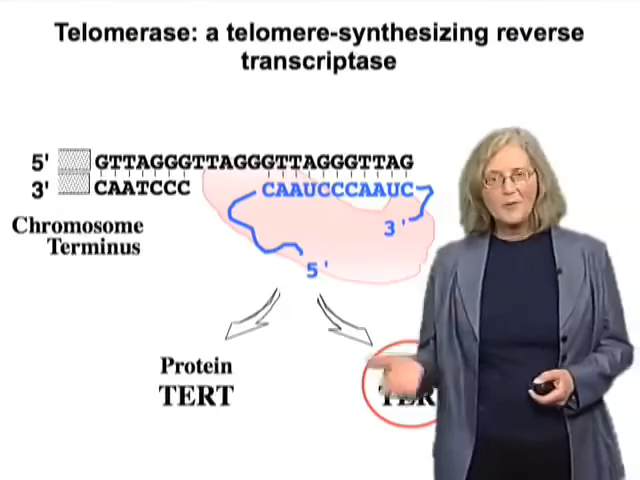 Telomerase: a telomere-synthesizing reverse
transcriptase
5' GTTAGGGTTAGGGTTAGGGTTAG
3' CAATCCC CAAUCCCAAUC
Chromosome
Terminus
3'
5'
Protein
TERT